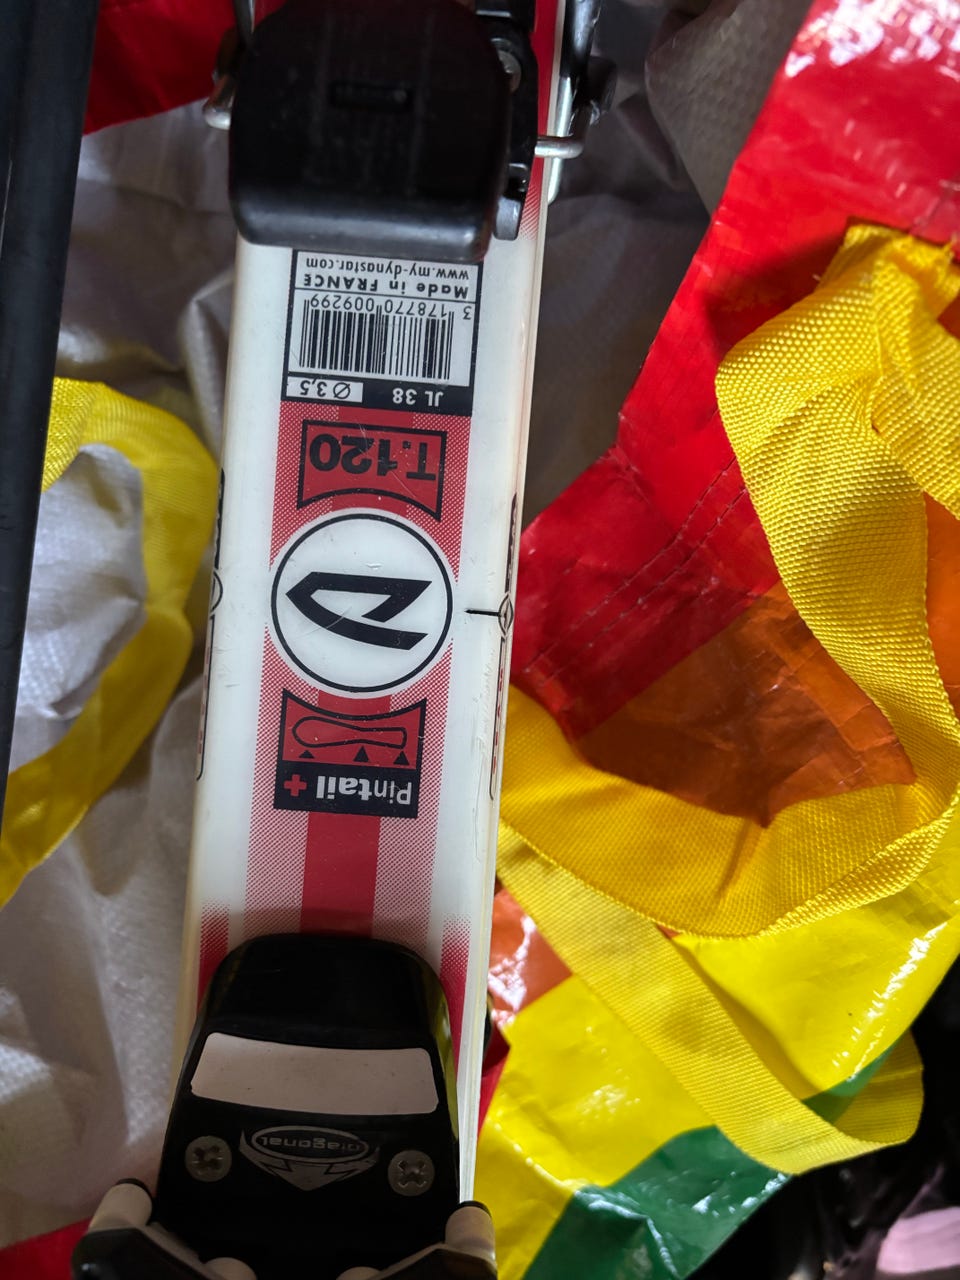 diagonal
Pintail +
T.120
JL 38 Ø 3,5
3 178770 009299
Made in FRANCE
www.my-dynastar.com